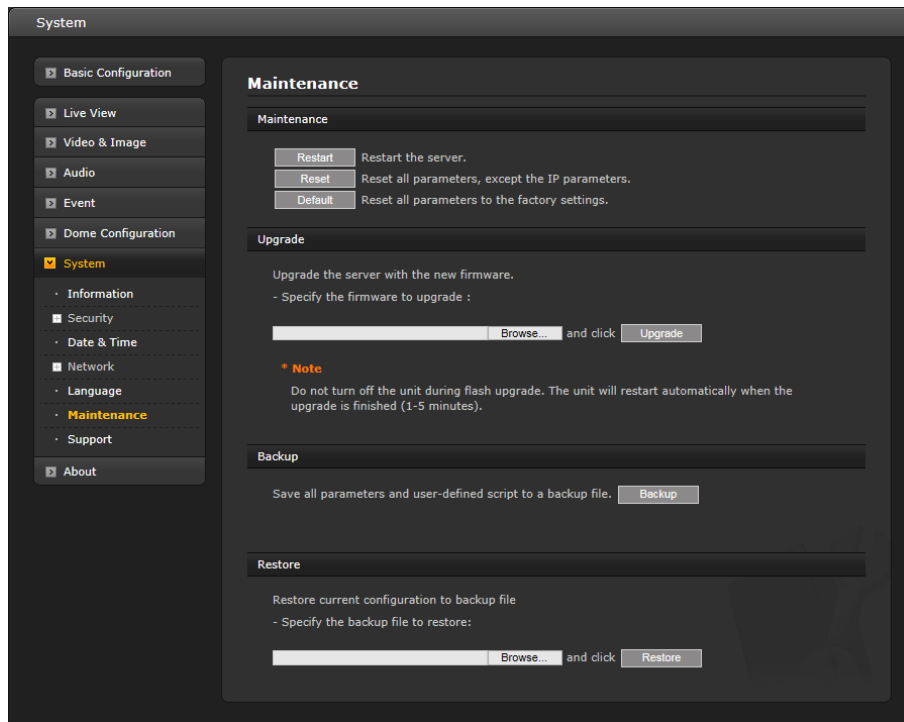 System
Basic Configuration
Live View
Video & Image
Audio
Event
Dome Configuration
System
Information
Security
Date & Time
Network
Language
Maintenance
Support
About
Maintenance
Maintenance
Restart Restart the server.
Reset Reset all parameters, except the IP parameters.
Default Reset all parameters to the factory settings.
Upgrade
Upgrade the server with the new firmware.
- Specify the firmware to upgrade :
Browse... and click Upgrade
* Note
Do not turn off the unit during flash upgrade. The unit will restart automatically when the
upgrade is finished (1-5 minutes).
Backup
Save all parameters and user-defined script to a backup file. Backup
Restore
Restore current configuration to backup file
- Specify the backup file to restore:
Browse... and click Restore